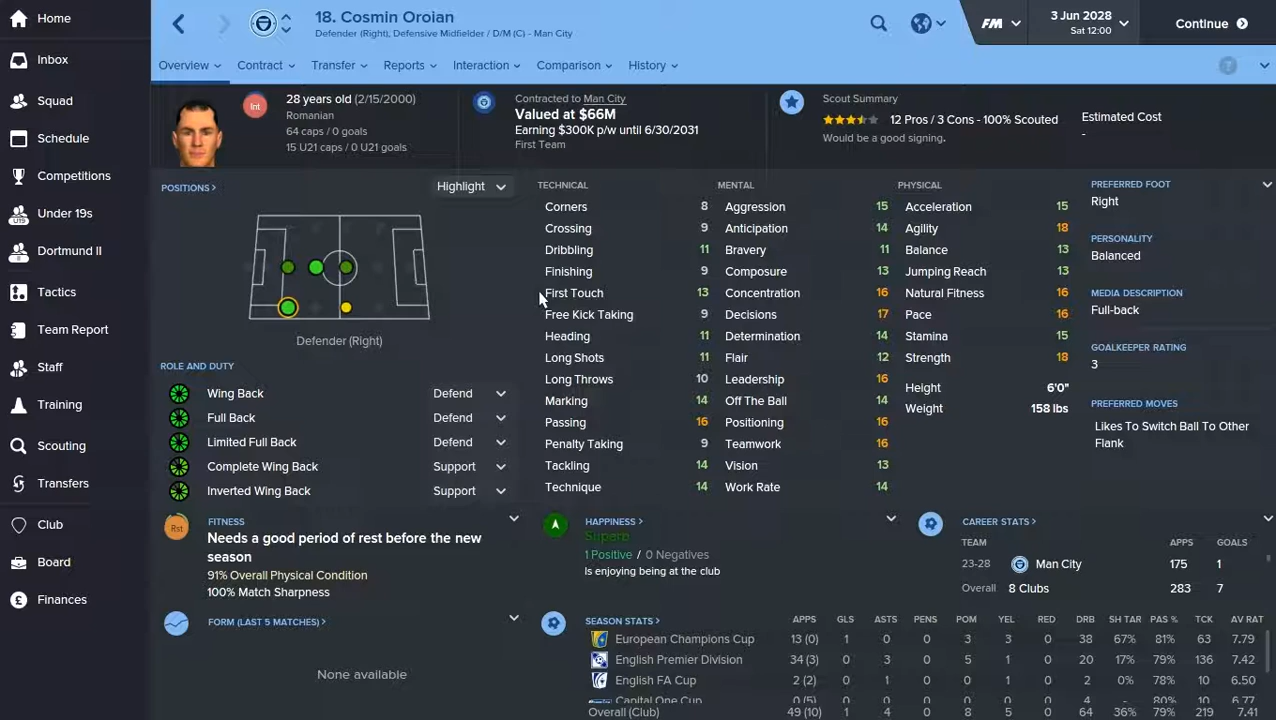 Home
Inbox
Squad
Schedule
Competitions
U19
Under 19s
Dortmund II
Tactics
Team Report
Staff
Training
Scouting
Transfers
Club
Board
Finances
18. Cosmin Oroian
Defender (Right), Defensive Midfielder / D/M (C) - Man City
FM
3 Jun 2028
Sat 12:00
Continue
Overview Contract Transfer Reports Interaction Comparison History
?
Int
28 years old (2/15/2000)
Romanian
64 caps / 0 goals
15 U21 caps / 0 U21 goals
Contracted to Man City
Valued at $66M
Earning $300K p/w until 6/30/2031
First Team
Scout Summary
12 Pros / 3 Cons - 100% Scouted
Would be a good signing.
Estimated Cost
-
POSITIONS >
Highlight
Defender (Right)
ROLE AND DUTY
Wing Back Defend
Full Back Defend
Limited Full Back Defend
Complete Wing Back Support
Inverted Wing Back Support
TECHNICAL
Corners 8
Crossing 9
Dribbling 11
Finishing 9
First Touch 13
Free Kick Taking 9
Heading 11
Long Shots 11
Long Throws 10
Marking 14
Passing 16
Penalty Taking 9
Tackling 14
Technique 14
MENTAL
Aggression 15
Anticipation 14
Bravery 11
Composure 13
Concentration 16
Decisions 17
Determination 14
Flair 12
Leadership 16
Off The Ball 14
Positioning 16
Teamwork 16
Vision 13
Work Rate 14
PHYSICAL
Acceleration 15
Agility 18
Balance 13
Jumping Reach 13
Natural Fitness 16
Pace 16
Stamina 15
Strength 18
Height 6'0"
Weight 158 lbs
PREFERRED FOOT
Right
PERSONALITY
Balanced
MEDIA DESCRIPTION
Full-back
GOALKEEPER RATING
3
PREFERRED MOVES
Likes To Switch Ball To Other
Flank
Rst
FITNESS
Needs a good period of rest before the new
season
91% Overall Physical Condition
100% Match Sharpness
HAPPINESS >
Superb
1 Positive / 0 Negatives
Is enjoying being at the club
CAREER STATS >
TEAM APPS GOALS
23-28 Man City 175 1
Overall 8 Clubs 283 7
FORM (LAST 5 MATCHES) >
None available
SEASON STATS > APPS GLS ASTS PENS POM YEL RED DRB SH TAR PAS % TCK AV RAT
European Champions Cup 13 (0) 1 0 0 3 3 0 38 67% 81% 63 7.79
English Premier Division 34 (3) 0 3 0 5 1 0 20 17% 79% 136 7.42
English FA Cup 2 (2) 0 1 0 0 1 0 2 0% 78% 10 6.50
Capital One Cup 0 (5) 0 0 0 0 0 0 4 - 80% 10 6.77
Overall (Club) 49 (10) 1 4 0 8 5 0 64 36% 79% 219 7.41